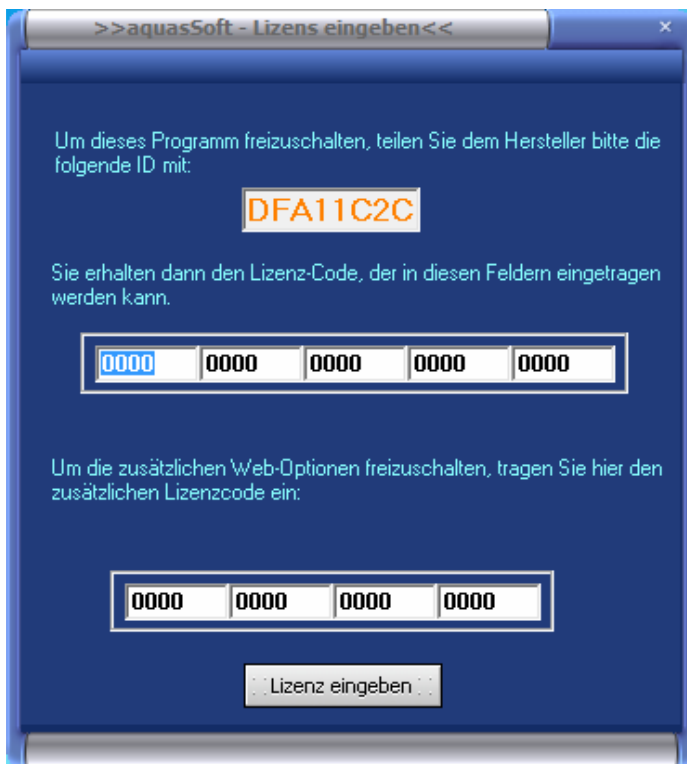 >>aquasSoft - Lizens eingeben<<
Um dieses Programm freizuschalten, teilen Sie dem Hersteller bitte die
folgende ID mit:
DFA11C2C
Sie erhalten dann den Lizenz-Code, der in diesen Feldern eingetragen
werden kann.
0000 0000 0000 0000 0000
Um die zusätzlichen Web-Optionen freizuschalten, tragen Sie hier den
zusätzlichen Lizenzcode ein:
0000 0000 0000 0000
Lizenz eingeben